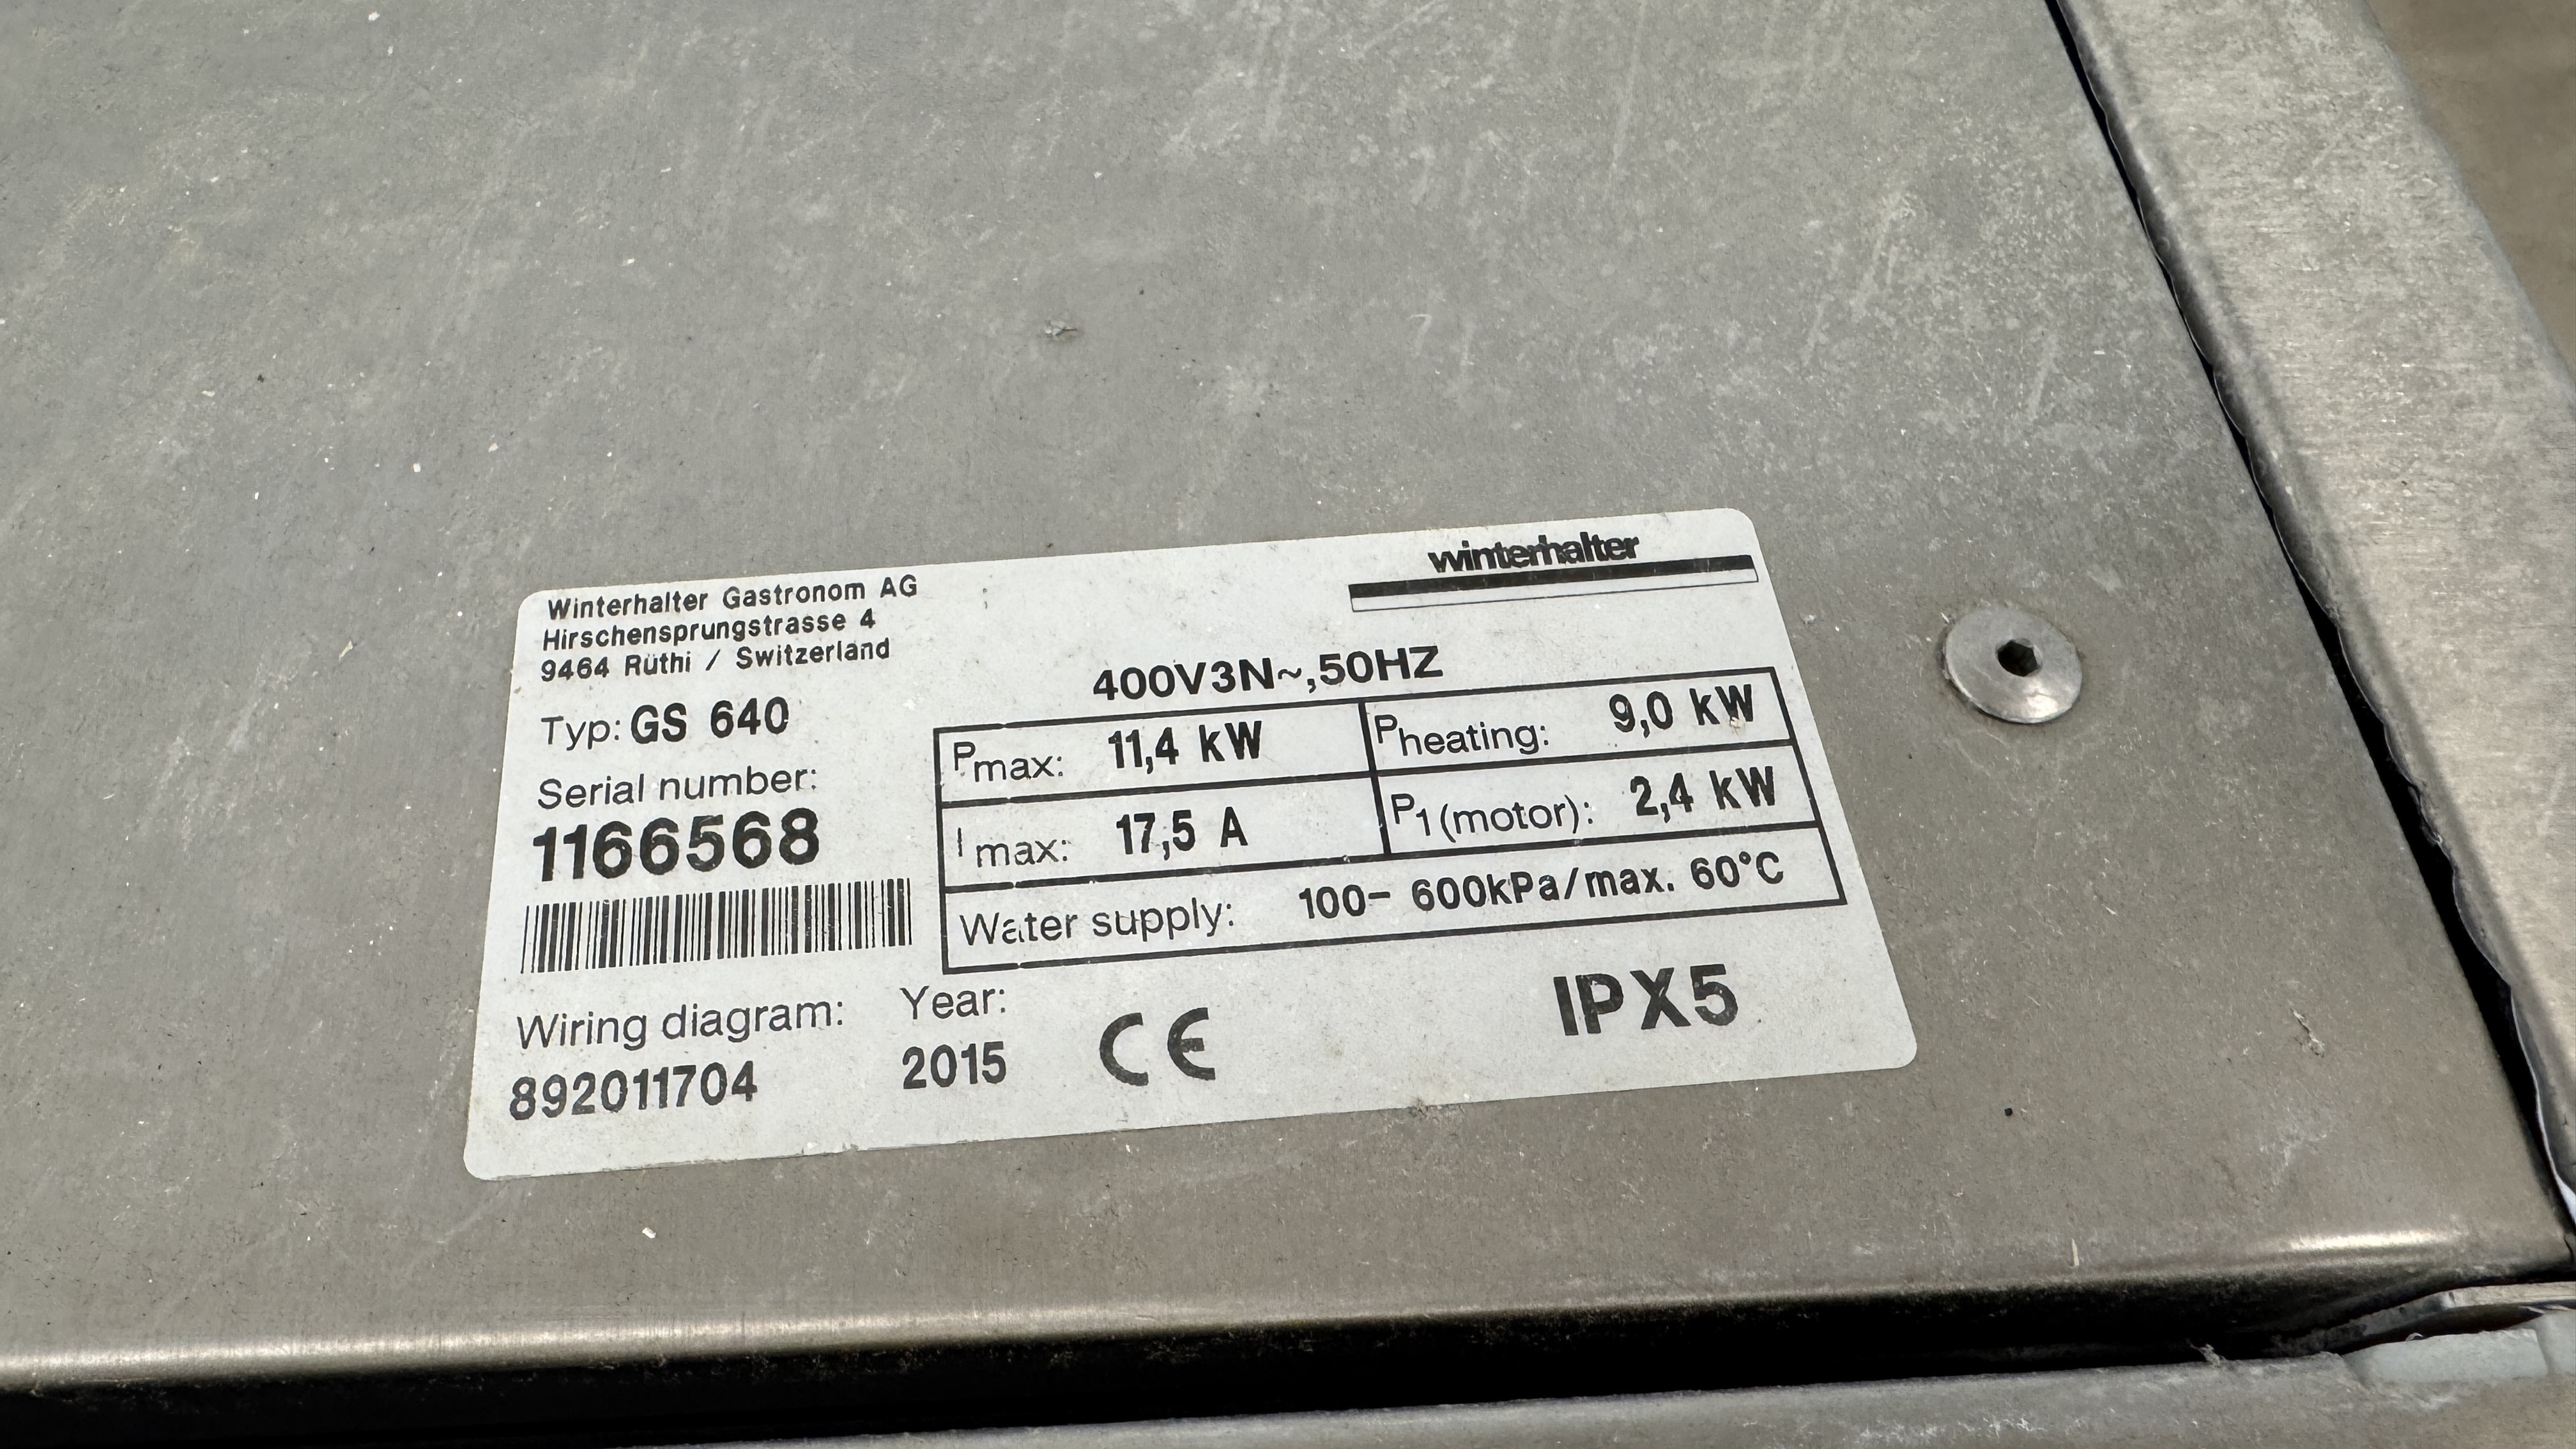 winterhalter
Winterhalter Gastronom AG
Hirschensprungstrasse 4
9464 Rüthi / Switzerland
Typ: GS 640
Serial number:
1166568
400V3N~,50HZ
Pmax: 11,4 kW Pheating: 9,0 kW
I max: 17,5 A P1(motor): 2,4 kW
Water supply: 100- 600kPa/max. 60°C
Wiring diagram: Year:
892011704 2015 CE IPX5